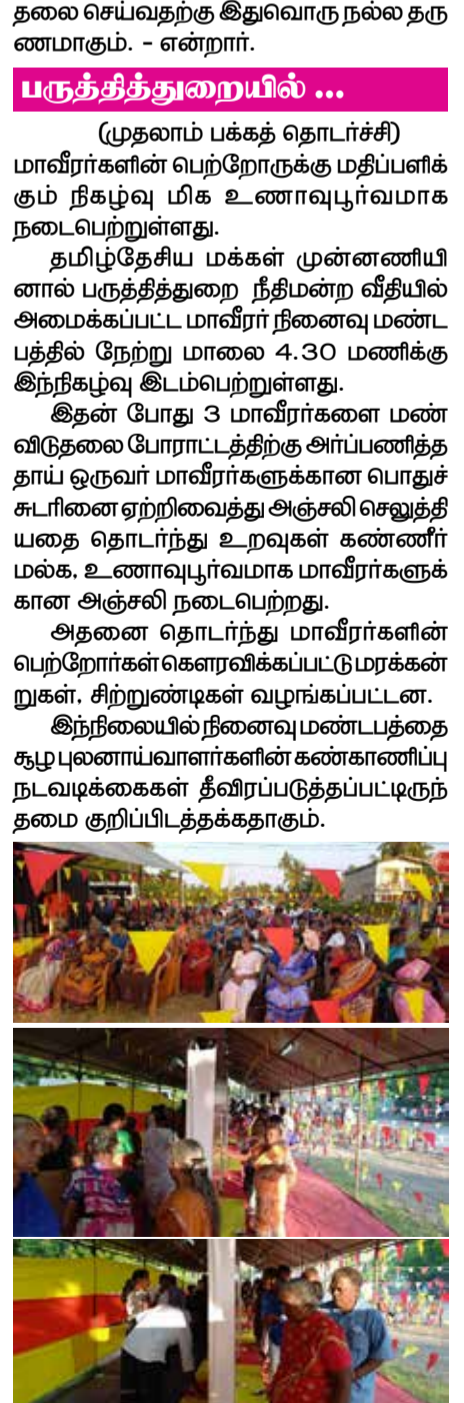 தலை செய்வதற்கு இதுவொரு நல்ல தரு
ணமாகும். - என்றார்.
பருத்தித்துறையில் ...
(முதலாம் பக்கத் தொடர்ச்சி)
மாவீரர்களின் பெற்றோருக்கு மதிப்பளிக்
கும் நிகழ்வு மிக உணாவுபூர்வமாக
நடைபெற்றுள்ளது.
தமிழ்தேசிய மக்கள் முன்னணியி
னால் பருத்தித்துறை நீதிமன்ற வீதியில்
அமைக்கப்பட்ட மாவீரர் நினைவு மண்ட
பத்தில் நேற்று மாலை 4.30 மணிக்கு
இந்நிகழ்வு இடம்பெற்றுள்ளது.
இதன் போது 3 மாவீரர்களை மண்
விடுதலை போராட்டத்திற்கு அர்ப்பணித்த
தாய் ஒருவர் மாவீரர்களுக்கான பொதுச்
சுடரினை ஏற்றிவைத்து அஞ்சலி செலுத்தி
யதை தொடர்ந்து உறவுகள் கண்ணீர்
மல்க, உணாவுபூர்வமாக மாவீரர்களுக்
கான அஞ்சலி நடைபெற்றது.
அதனை தொடர்ந்து மாவீரர்களின்
பெற்றோர்கள் கௌரவிக்கப்பட்டு மரக்கன்
றுகள், சிற்றுண்டிகள் வழங்கப்பட்டன.
இந்நிலையில் நினைவு மண்டபத்தை
சூழ புலனாய்வாளர்களின் கண்காணிப்பு
நடவடிக்கைகள் தீவிரப்படுத்தப்பட்டிருந்
தமை குறிப்பிடத்தக்கதாகும்.